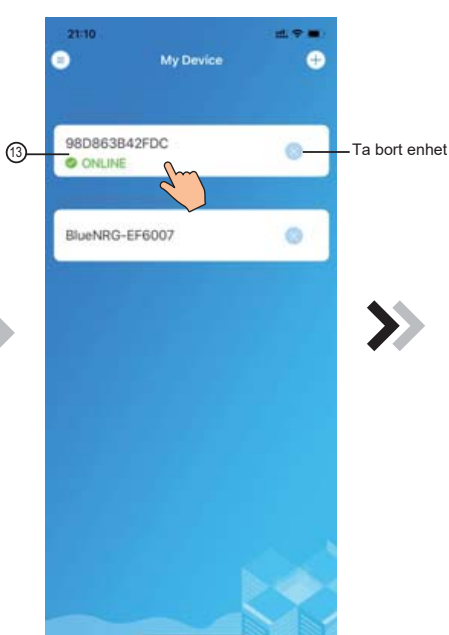 21:10
My Device
98D863B42FDC
ONLINE
13
Ta bort enhet
BlueNRG-EF6007